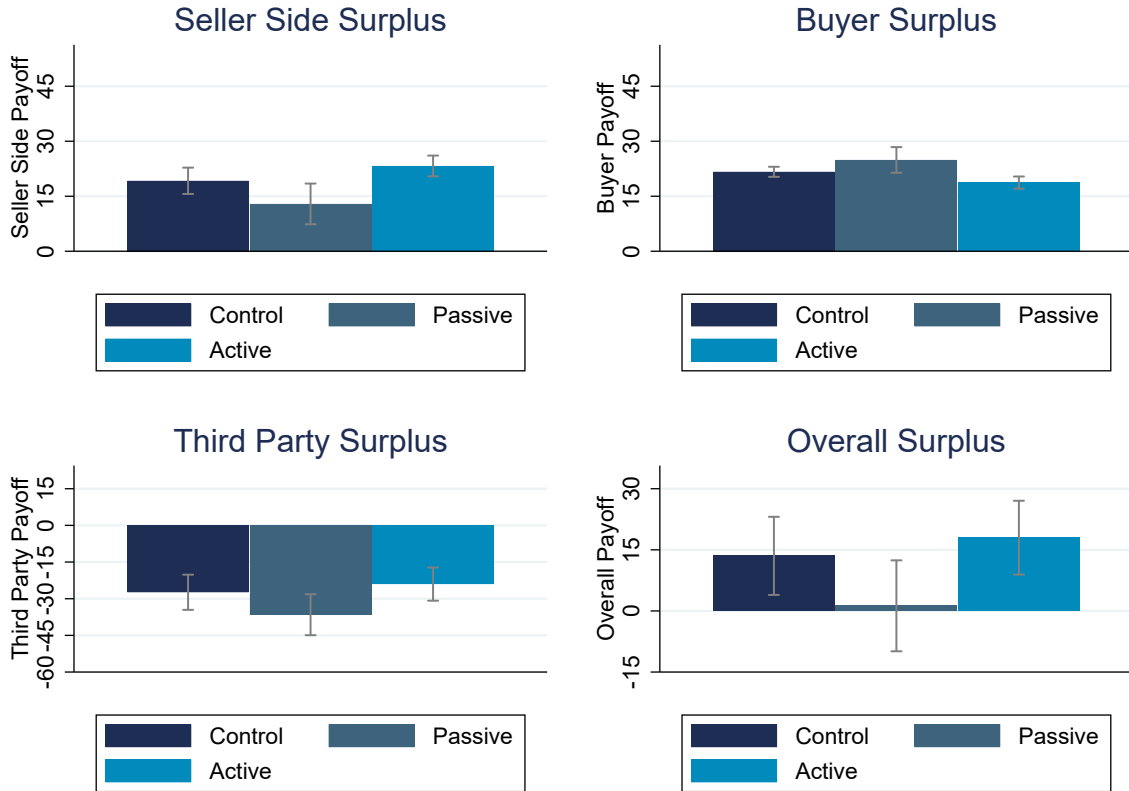 Seller Side Surplus
Seller Side Payoff
45
30
15
0
Control
Passive
Active
Buyer Surplus
Buyer Payoff
45
30
15
0
Control
Passive
Active
Third Party Surplus
Third Party Payoff
15
0
-15
-30
-45
-60
Control
Passive
Active
Overall Surplus
Overall Payoff
30
15
0
-15
Control
Passive
Active